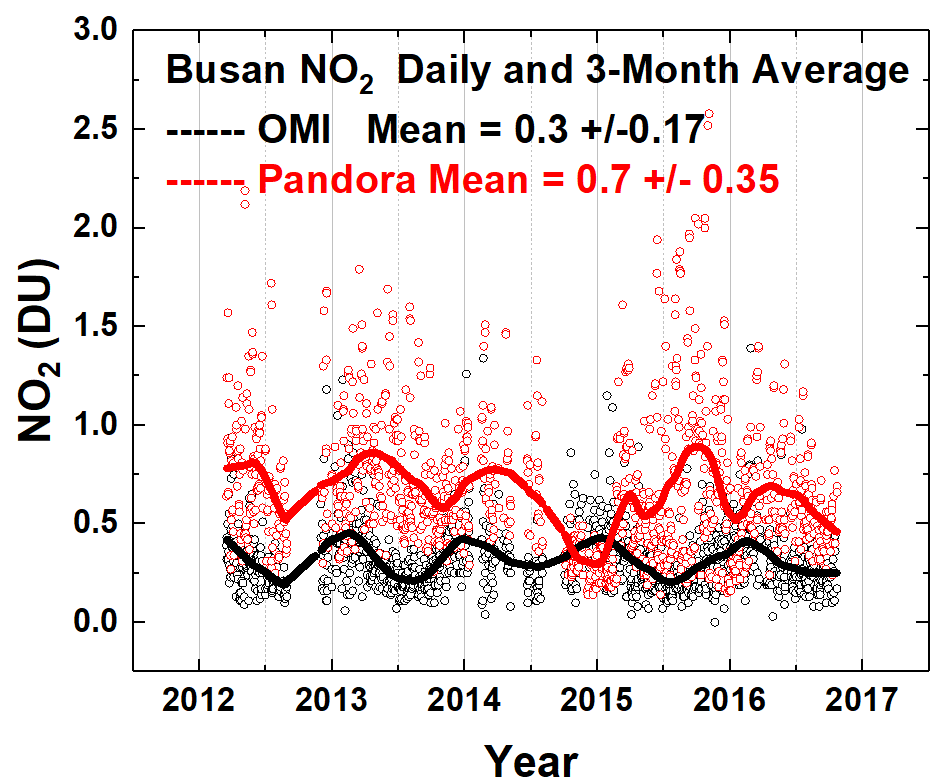 Busan NO₂ Daily and 3-Month Average
------ OMI Mean = 0.3 +/-0.17
------ Pandora Mean = 0.7 +/- 0.35
3.0
2.5
2.0
1.5
1.0
0.5
0.0
NO₂ (DU)
2012 2013 2014 2015 2016 2017
Year